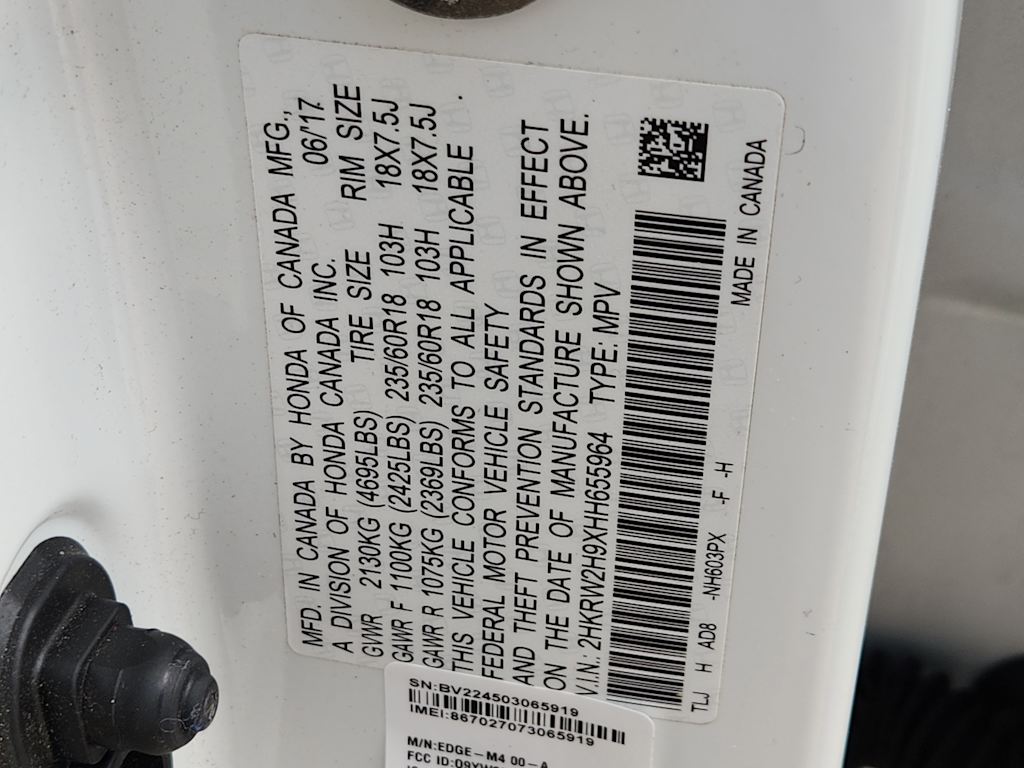 MFD. IN CANADA BY HONDA OF CANADA MFG.,
A DIVISION OF HONDA CANADA INC. 06/'17
GVWR 2130KG (4695LBS) TIRE SIZE RIM SIZE
GAWR F 1100KG (2425LBS) 235/60R18 103H 18X7.5J
GAWR R 1075KG (2369LBS) 235/60R18 103H 18X7.5J
THIS VEHICLE CONFORMS TO ALL APPLICABLE
FEDERAL MOTOR VEHICLE SAFETY
AND THEFT PREVENTION STANDARDS IN EFFECT
ON THE DATE OF MANUFACTURE SHOWN ABOVE.
V.I.N.: 2HKRW2H9XHH655964 TYPE: MPV
TLJ H AD8 -NH603PX -F -H MADE IN CANADA
SN:BV224503065919
IMEI:867027073065919
M/N:EDGE-M4 00-A
FCC ID: